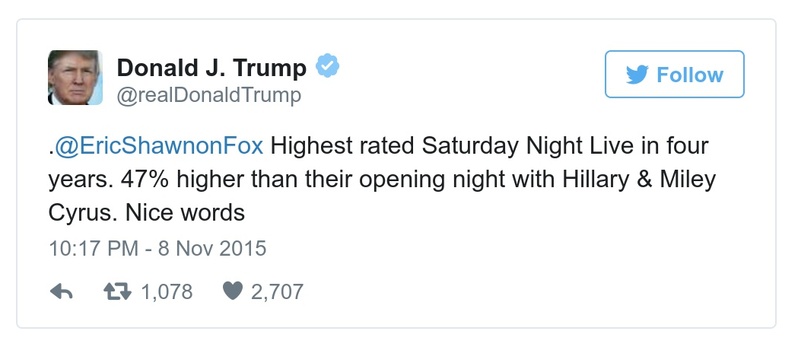 Donald J. Trump
@realDonaldTrump
Follow
.@EricShawnonFox Highest rated Saturday Night Live in four
years. 47% higher than their opening night with Hillary & Miley
Cyrus. Nice words
10:17 PM - 8 Nov 2015
1,078 2,707